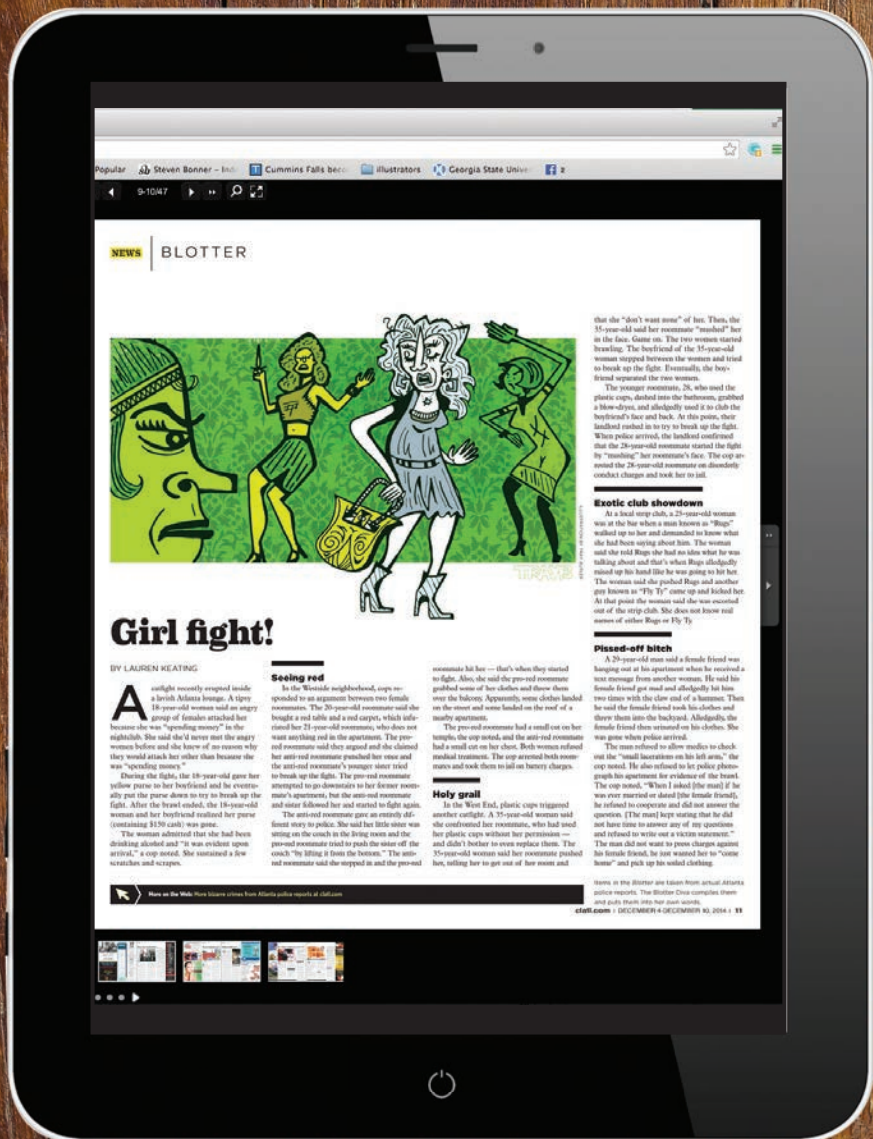 Popular
Steven Bonner – Ind
Cummins Falls beco
illustrators
Georgia State Unive
2
9-10/47
NEWS
BLOTTER
Girl fight!
BY LAUREN KEATING
A catfight recently erupted inside
a lavish Atlanta lounge. A tipsy
18-year-old woman said an angry
group of females attached her
because she was "spending money" in the
nightclub. She said she'd never met the angry
women before and she knew of no reason why
they would attack her other than because she
was "spending money."
During the fight, the 18-year-old gave her
yellow purse to her boyfriend and he eventu-
ally put the purse down to try to break up the
fight. After the brawl ended, the 18-year-old
woman and her boyfriend realized her purse
(containing $150 cash) was gone.
The woman admitted that she had been
drinking alcohol and "it was evident upon
arrival," a cop noted. She sustained a few
scratches and scrapes.
Seeing red
In the Westside neighborhood, cops re-
sponded to an argument between two female
roommates. The 20-year-old roommate said she
bought a red table and a red carpet, which infu-
riated her 21-year-old roommate, who does not
want anything red in the apartment. The pro-
red roommate said they argued and she claimed
her anti-red roommate punched her once and
the anti-red roommate's younger sister tried
to break up the fight. The pro-red roommate
attempted to go downstairs to her former room-
mate's apartment, but the anti-red roommate
and sister followed her and started to fight again.
The anti-red roommate gave an entirely dif-
ferent story to police. She said her little sister was
sitting on the couch in the living room and the
pro-red roommate tried to push the sister off the
couch "by lifting it from the bottom." The anti-
red roommate said she stepped in and the pro-red
roommate hit her — that's when they started
to fight. Also, she said the pro-red roommate
grabbed some of her clothes and threw them
over the balcony. Apparently, some clothes landed
on the street and some landed on the roof of a
nearby apartment.
The pro-red roommate had a small cut on her
temple, the cop noted, and the anti-red roommate
had a small cut on her chest. Both women refused
medical treatment. The cop arrested both room-
mates and took them to jail on battery charges.
Holy grail
In the West End, plastic cups triggered
another catfight. A 35-year-old woman said
she confronted her roommate, who had used
her plastic cups without her permission —
and didn't bother to even replace them. The
35-year-old woman said her roommate pushed
her, telling her to get out of her room and
that she "don't want none" of her. Then, the
35-year-old said her roommate "mushed" her
in the face. Game on. The two women started
brawling. The boyfriend of the 35-year-old
woman stepped between the women and tried
to break up the fight. Eventually, the boy-
friend separated the two women.
The younger roommate, 28, who used the
plastic cups, dashed into the bathroom, grabbed
a blow-dryer, and alledgedly used it to club the
boyfriend's face and back. At this point, their
landlord rushed in to try to break up the fight.
When police arrived, the landlord confirmed
that the 28-year-old roommate started the fight
by "mushing" her roommate's face. The cop ar-
rested the 28-year-old roommate on disorderly
conduct charges and took her to jail.
Exotic club showdown
At a local strip club, a 25-year-old woman
was at the bar when a man known as "Rugs"
walked up to her and demanded to know what
she had been saying about him. The woman
said she told Rugs she had no idea what he was
talking about and that's when Rugs alledgedly
raised up his hand like he was going to hit her.
The woman said she pushed Rugs and another
guy known as "Fly Ty" came up and kicked her.
At that point the woman said she was escorted
out of the strip club. She does not know real
names of either Rugs or Fly Ty.
Pissed-off bitch
A 29-year-old man said a female friend was
hanging out at his apartment when he received a
text message from another woman. He said his
female friend got mad and alledgedly hit him
two times with the claw end of a hammer. Then
he said the female friend took his clothes and
threw them into the backyard. Alledgedly, the
female friend then urinated on his clothes. She
was gone when police arrived.
The man refused to allow medics to check
out the "small lacerations on his left arm," the
cop noted. He also refused to let police photo-
graph his apartment for evidence of the brawl.
The cop noted, "When I asked [the man] if he
was ever married or dated [the female friend],
he refused to cooperate and did not answer the
question. [The man] kept stating that he did
not have time to answer any of my questions
and refused to write out a victim statement."
The man did not want to press charges against
his female friend, he just wanted her to "come
home" and pick up his soiled clothing.
Items in the Blotter are taken from actual Atlanta
police reports. The Blotter Diva compiles them
and puts them into her own words.
More on the Web: More bizarre crimes from Atlanta police reports at clatl.com
clatl.com | DECEMBER 4-DECEMBER 10, 2014 | 11